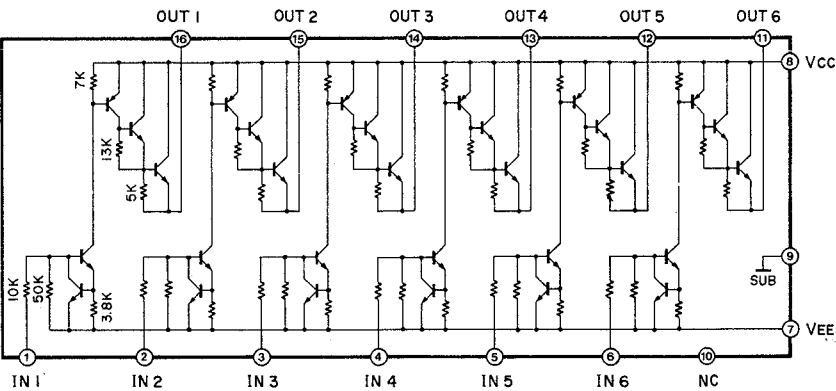 OUT 1 OUT 2 OUT 3 OUT 4 OUT 5 OUT 6
16 15 14 13 12 11
8 VCC
7K
13K
5K
9
SUB
10K 50K 3.8K
7 VEE
1 2 3 4 5 6 10
IN 1 IN 2 IN 3 IN 4 IN 5 IN 6 NC